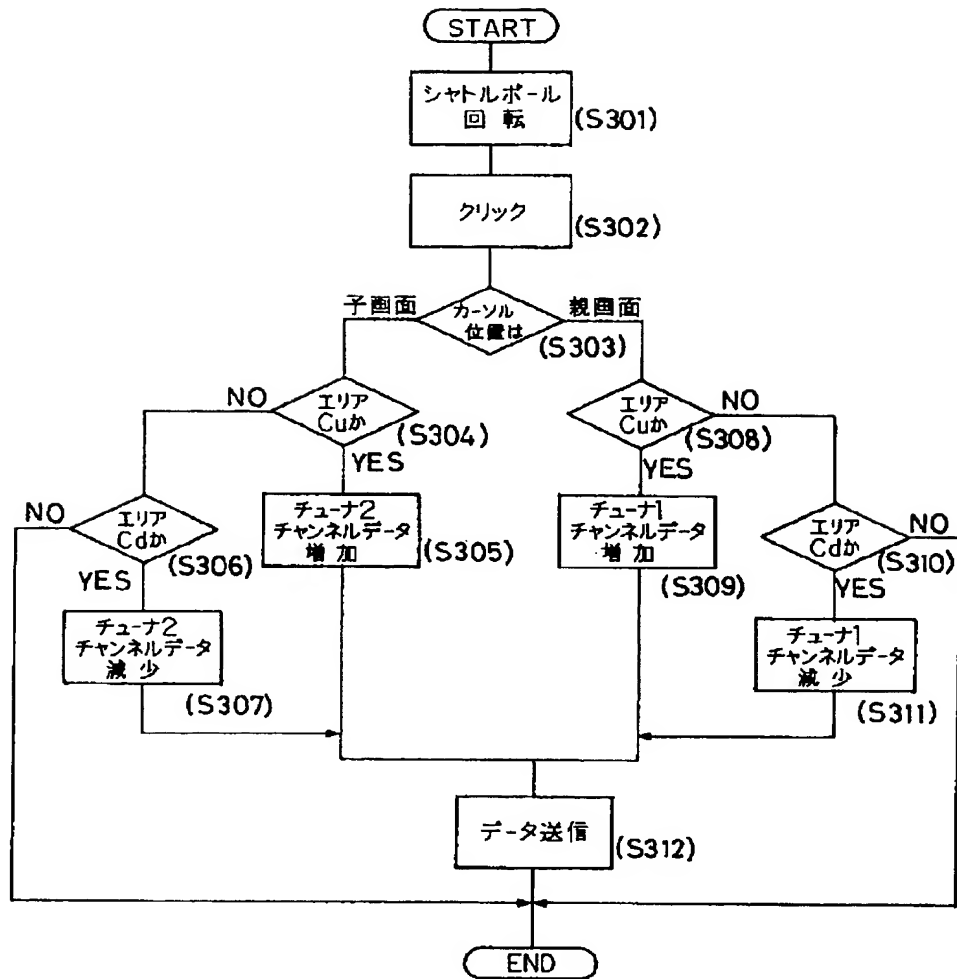 START
シャトルボール
回転
(S301)
クリック
(S302)
カーソル
位置は
(S303)
子画面
親画面
エリア
Cuか
(S304)
NO
YES
エリア
Cuか
(S308)
NO
YES
チューナ2
チャンネルデータ
増加
(S305)
チューナ1
チャンネルデータ
増加
(S309)
エリア
Cdか
(S306)
NO
YES
エリア
Cdか
(S310)
NO
YES
チューナ2
チャンネルデータ
減少
(S307)
チューナ1
チャンネルデータ
減少
(S311)
データ送信
(S312)
END